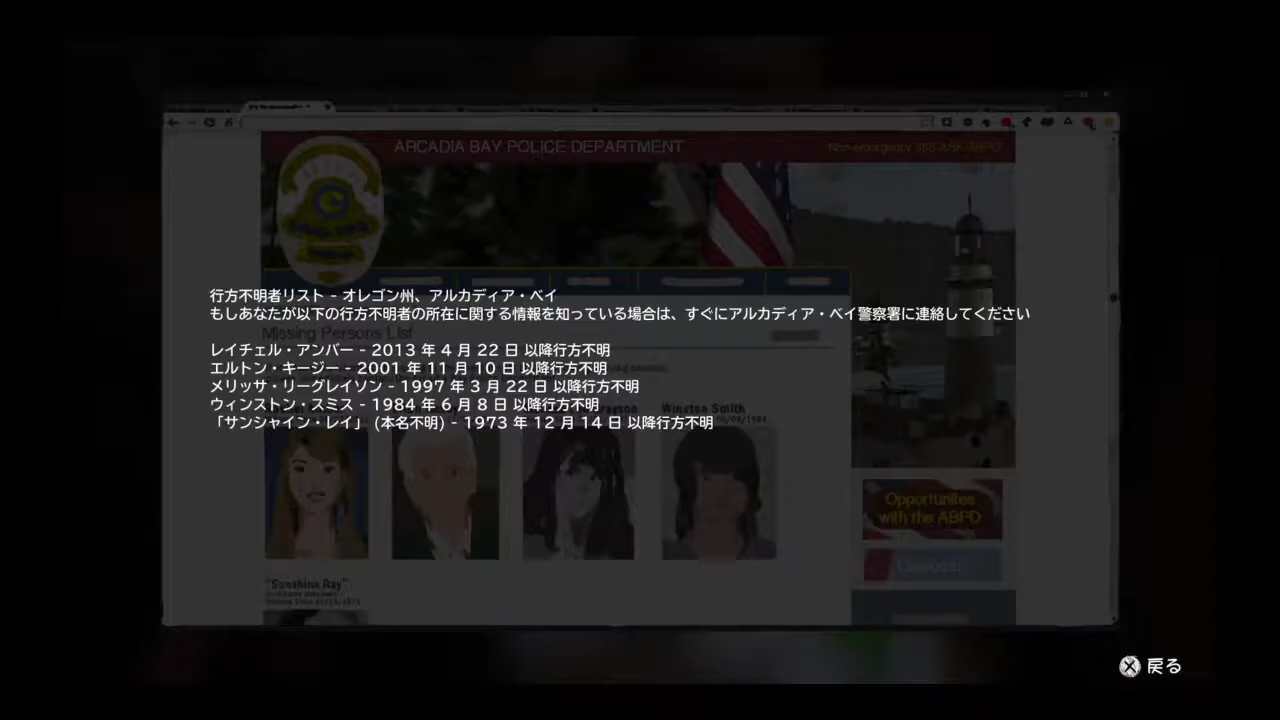 ARCADIA BAY POLICE DEPARTMENT
行方不明者リスト - オレゴン州、アルカディア・ベイ
もしあなたが以下の行方不明者の所在に関する情報を知っている場合は、すぐにアルカディア・ベイ警察署に連絡してください
Missing Persons List
レイチェル・アンバー - 2013 年 4 月 22 日 以降行方不明
エルトン・キージー - 2001 年 11 月 10 日 以降行方不明
メリッサ・リーグレイソン - 1997 年 3 月 22 日 以降行方不明
ウィンストン・スミス - 1984 年 6 月 8 日 以降行方不明
Winston Smith
「サンシャイン・レイ」 (本名不明) - 1973 年 12 月 14 日 以降行方不明
Opportunites
with the ABPD
"Sunshine Ray"
戻る